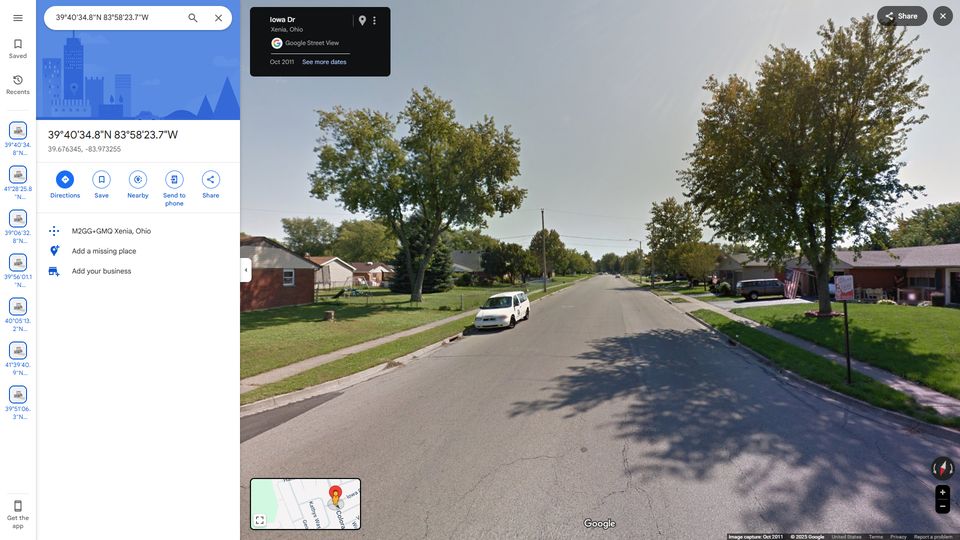 39°40'34.8"N 83°58'23.7"W
Saved
Recents
39°40'34.
8"N...
41°28'25.8
"N...
39°06'32.
8"N...
39°56'01.1
"N...
40°05'13.
2"N...
41°39'40.
9"N...
39°51'06.
3"N...
Get the
app
39°40'34.8"N 83°58'23.7"W
39.676345, -83.973255
Directions
Save
Nearby
Send to
phone
Share
M2GG+GMQ Xenia, Ohio
Add a missing place
Add your business
Iowa Dr
Xenia, Ohio
Google Street View
Oct 2011 See more dates
Share
Kathys Way
Colora
Iowa
Google
Image capture: Oct 2011 © 2025 Google United States Terms Privacy Report a problem